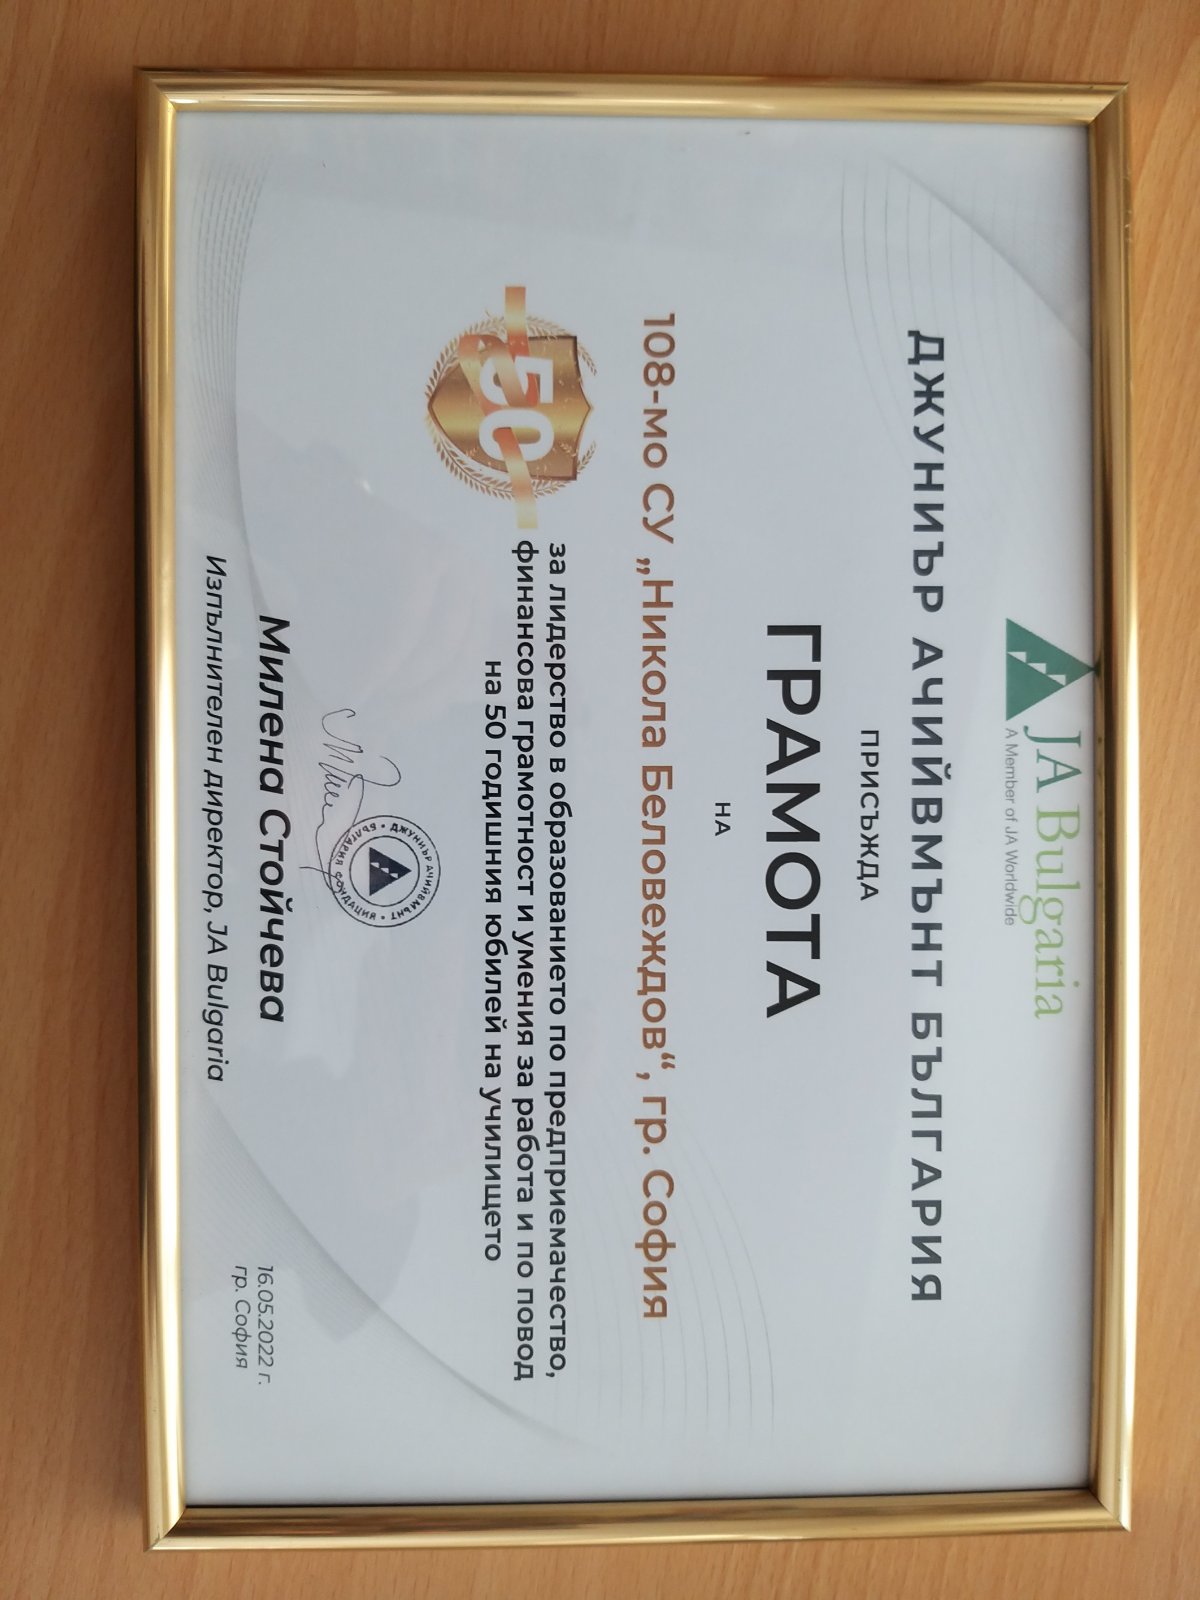 JA Bulgaria
A Member of JA Worldwide
ДЖУНИЪР АЧИЙВМЪНТ БЪЛГАРИЯ
ПРИСЪЖДА
ГРАМОТА
НА
108-мо СУ „Никола Беловеждов“, гр. София
50
за лидерство в образованието по предприемачество,
финансова грамотност и умения за работа и по повод
на 50 годишния юбилей на училището
ДЖУНИЪР АЧИЙВМЪНТ • БЪЛГАРИЯ ФОНДАЦИЯ •
Милена Стойчева
Изпълнителен директор, JA Bulgaria
16.05.2022 г.
гр. София